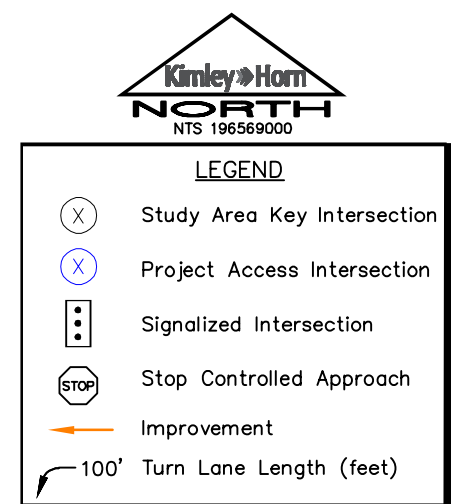 Kimley»Horn
NORTH
NTS 196569000
LEGEND
X Study Area Key Intersection
X Project Access Intersection
Signalized Intersection
STOP Stop Controlled Approach
Improvement
100' Turn Lane Length (feet)